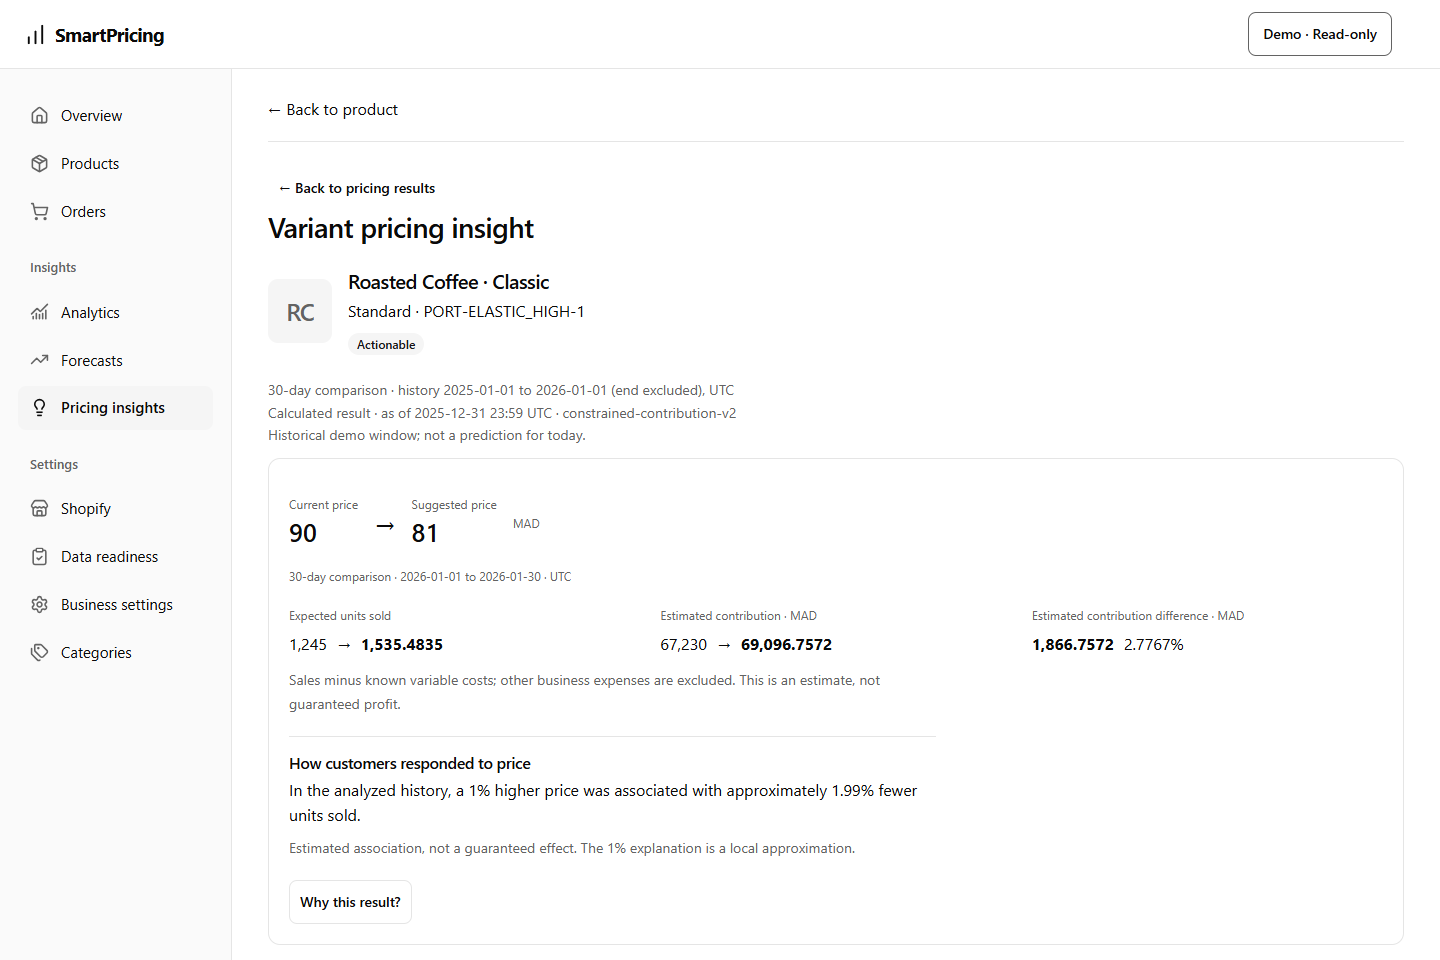 SmartPricing
Demo · Read-only
Overview
Products
Orders
Insights
Analytics
Forecasts
Pricing insights
Settings
Shopify
Data readiness
Business settings
Categories
← Back to product
← Back to pricing results
Variant pricing insight
RC
Roasted Coffee · Classic
Standard · PORT-ELASTIC_HIGH-1
Actionable
30-day comparison · history 2025-01-01 to 2026-01-01 (end excluded), UTC
Calculated result · as of 2025-12-31 23:59 UTC · constrained-contribution-v2
Historical demo window; not a prediction for today.
Current price
90
→
Suggested price
81
MAD
30-day comparison · 2026-01-01 to 2026-01-30 · UTC
Expected units sold
1,245 → 1,535.4835
Estimated contribution · MAD
67,230 → 69,096.7572
Estimated contribution difference · MAD
1,866.7572 2.7767%
Sales minus known variable costs; other business expenses are excluded. This is an estimate, not
guaranteed profit.
How customers responded to price
In the analyzed history, a 1% higher price was associated with approximately 1.99% fewer
units sold.
Estimated association, not a guaranteed effect. The 1% explanation is a local approximation.
Why this result?